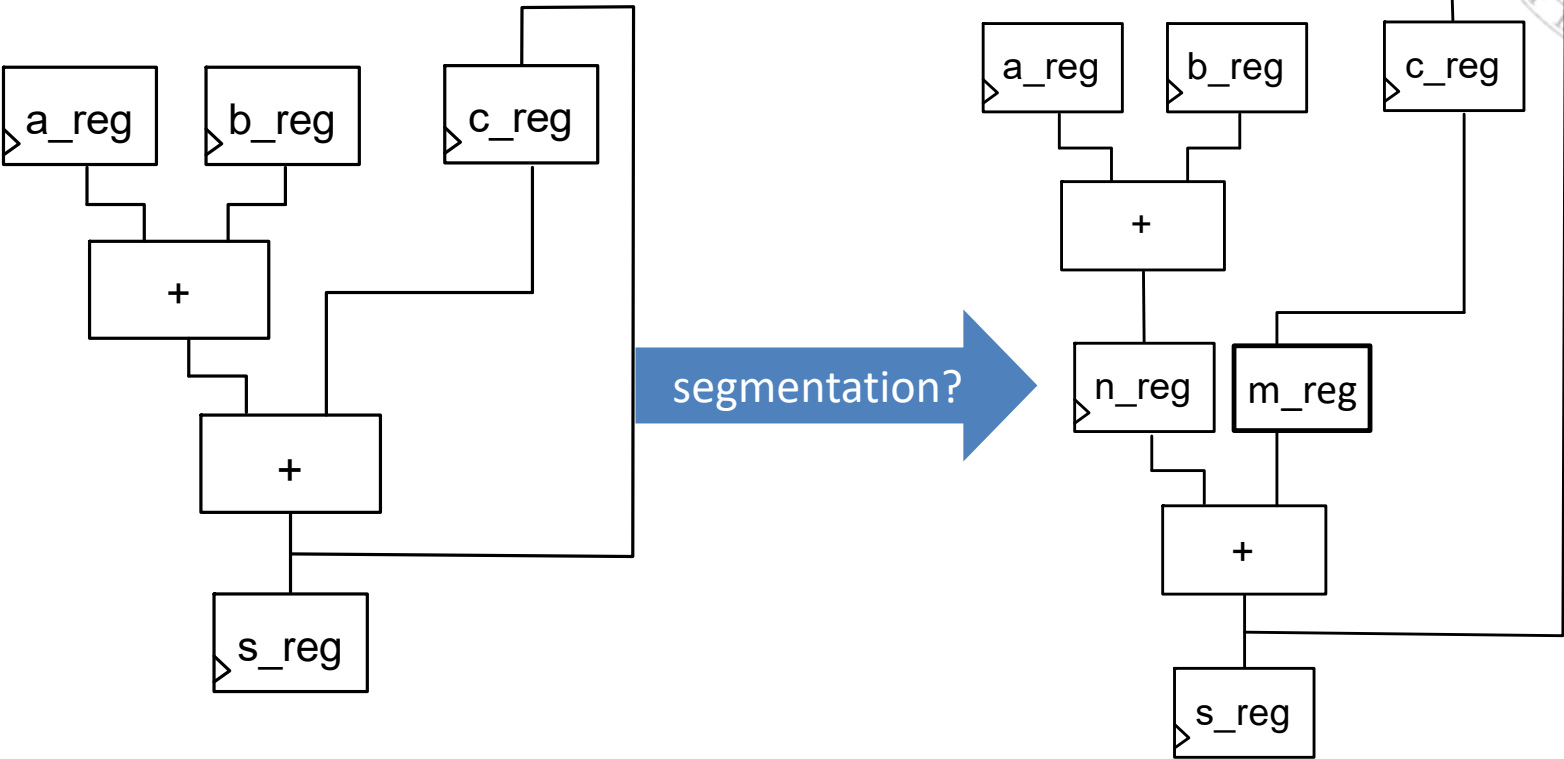 a_reg
b_reg
c_reg
+
+
s_reg
segmentation?
a_reg
b_reg
c_reg
+
n_reg
m_reg
+
s_reg